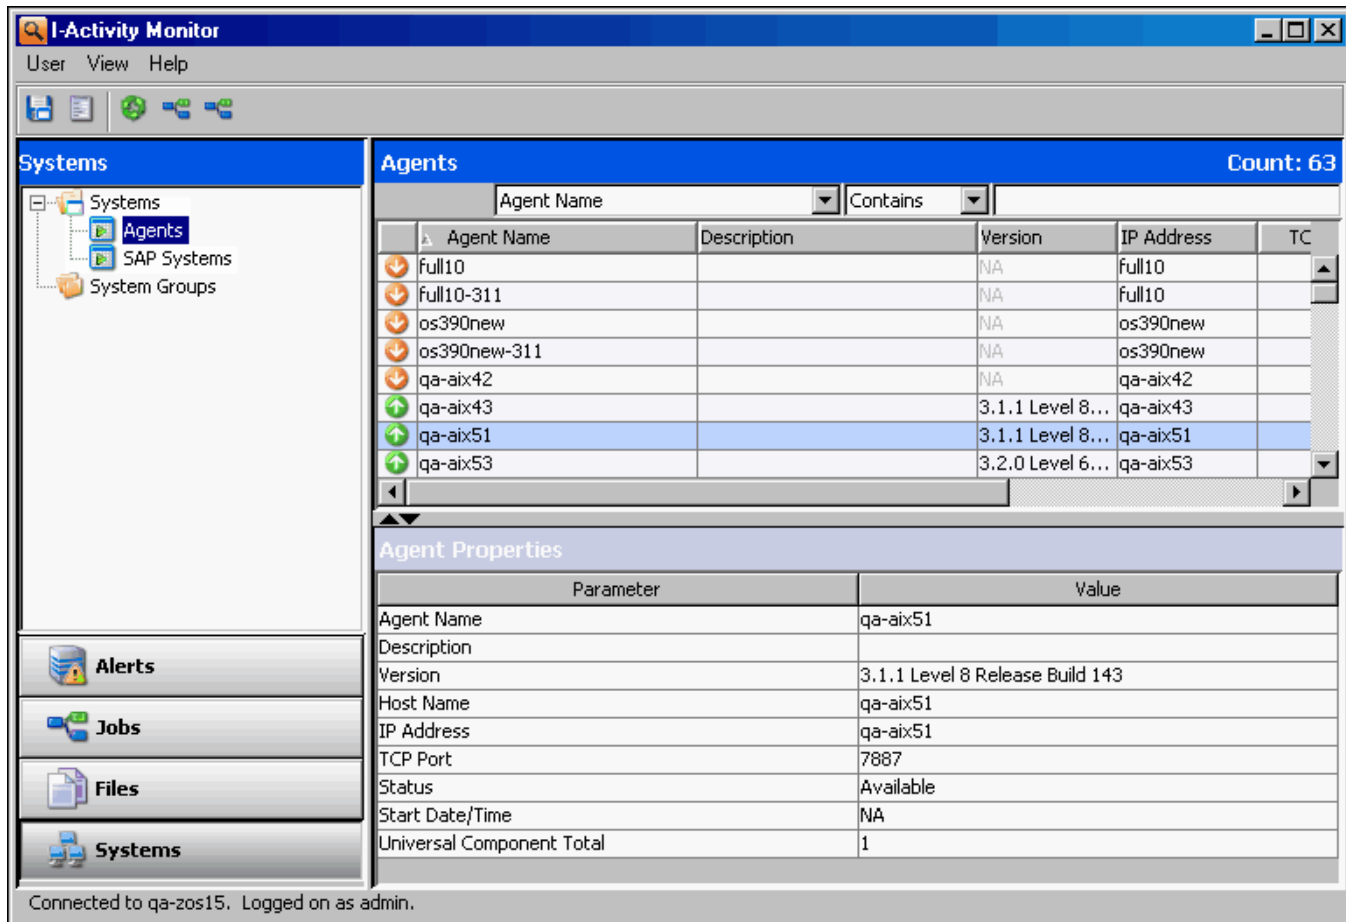 I-Activity Monitor
User View Help
Systems
Systems
Agents
SAP Systems
System Groups
Alerts
Jobs
Files
Systems
Agents Count: 63
Agent Name Contains
Agent Name Description Version IP Address TC
full10 NA full10
full10-311 NA full10
os390new NA os390new
os390new-311 NA os390new
qa-aix42 NA qa-aix42
qa-aix43 3.1.1 Level 8... qa-aix43
qa-aix51 3.1.1 Level 8... qa-aix51
qa-aix53 3.2.0 Level 6... qa-aix53
Agent Properties
Parameter Value
Agent Name qa-aix51
Description
Version 3.1.1 Level 8 Release Build 143
Host Name qa-aix51
IP Address qa-aix51
TCP Port 7887
Status Available
Start Date/Time NA
Universal Component Total 1
Connected to qa-zos15. Logged on as admin.